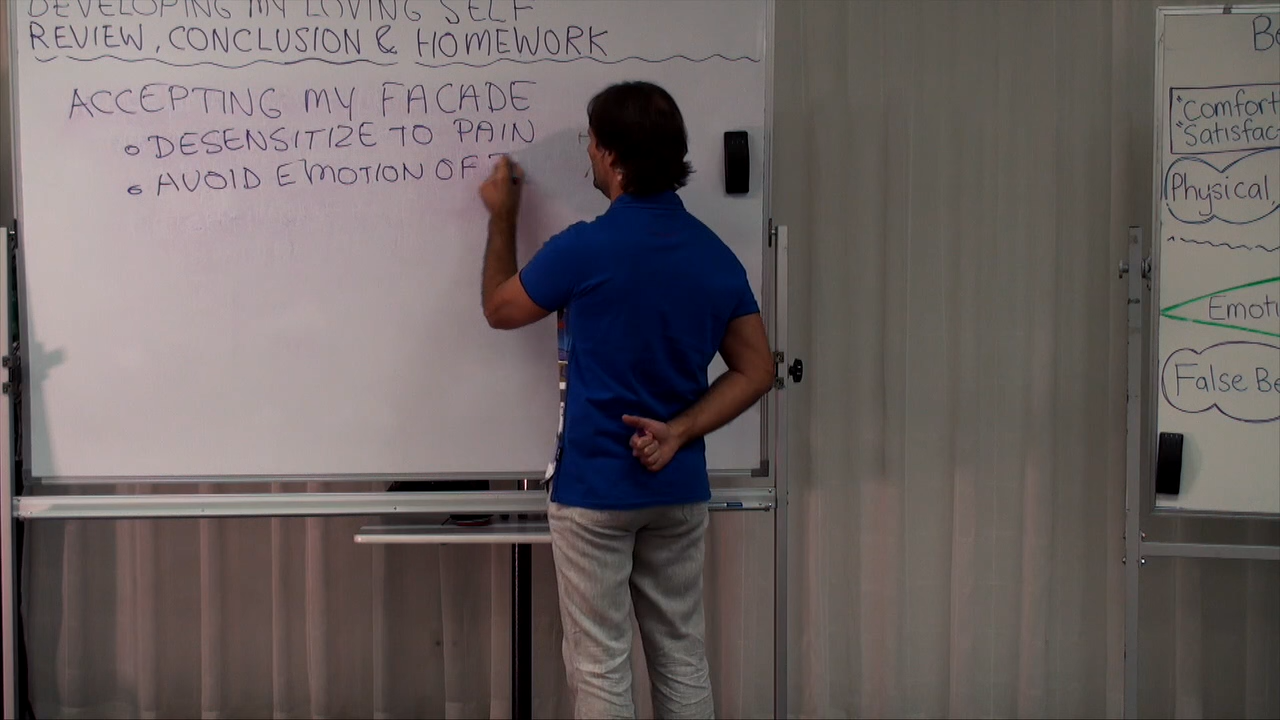 DEVELOPING MY LOVING SELF
REVIEW, CONCLUSION & HOMEWORK
ACCEPTING MY FACADE
o DESENSITIZE TO PAIN
o AVOID EMOTION OF
Be
"Comfort
"Satisfac
Physical,
Emoti
False Be